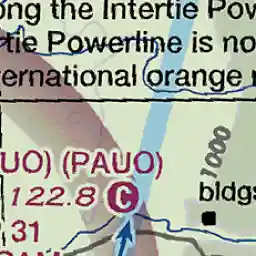 ong the Intertie Pow
tie Powerline is no
ernational orange
UO) (PAUO)
1000
122.8 C
bldgs
31